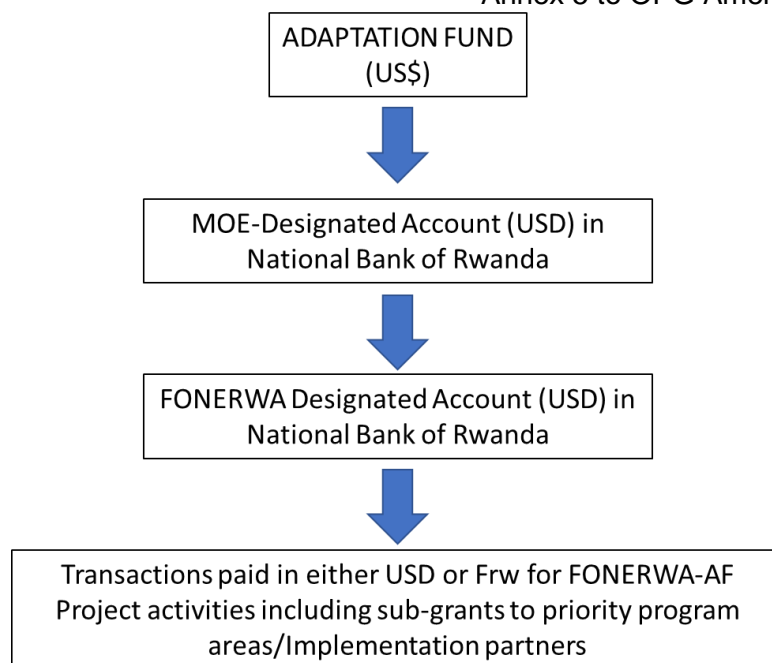 ADAPTATION FUND
(US$)
MOE-Designated Account (USD) in
National Bank of Rwanda
FONERWA Designated Account (USD) in
National Bank of Rwanda
Transactions paid in either USD or Frw for FONERWA-AF
Project activities including sub-grants to priority program
areas/Implementation partners